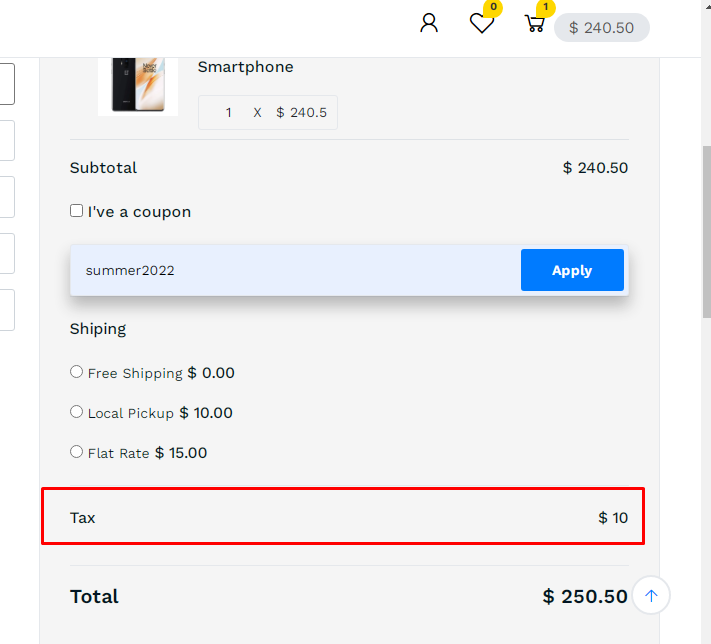 0
1
$ 240.50
Smartphone
1 X $ 240.5
Subtotal $ 240.50
I've a coupon
summer2022 Apply
Shiping
Free Shipping $ 0.00
Local Pickup $ 10.00
Flat Rate $ 15.00
Tax $ 10
Total $ 250.50